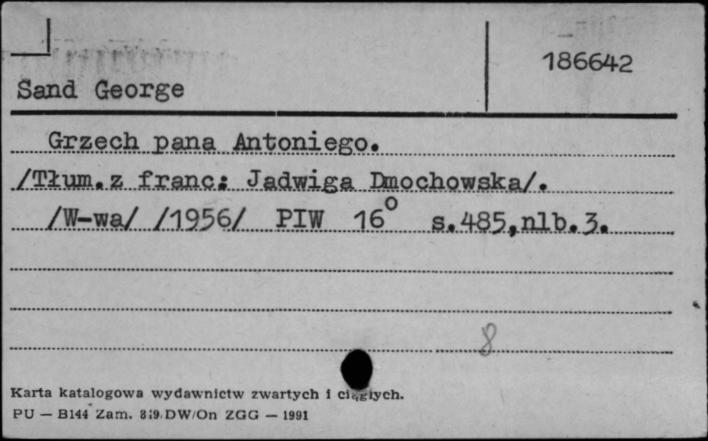 186642
Sand George
Grzech pana Antoniego.
/Tłum.z franc: Jadwiga Dmochowska/.
/W-wa/ /1956/ PIW 16° s.485,nlb.3.
8
Karta katalogowa wydawnictw zwartych i ciągłych.
PU — B144 Zam. 819 DW/On ZGG — 1991